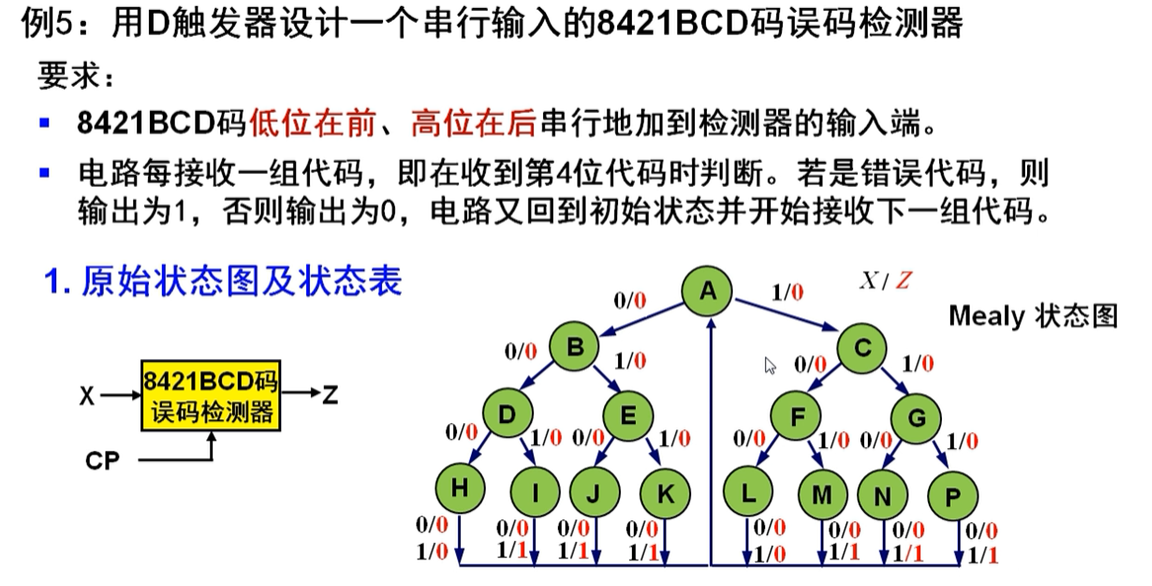 例5：用D触发器设计一个串行输入的8421BCD码误码检测器
要求：
8421BCD码低位在前、高位在后串行地加到检测器的输入端。
电路每接收一组代码，即在收到第4位代码时判断。若是错误代码，则
输出为1，否则输出为0，电路又回到初始状态并开始接收下一组代码。
1. 原始状态图及状态表
X / Z
Mealy 状态图
X
8421BCD码
误码检测器
Z
CP
A
0/0 1/0
B C
0/0 1/0 0/0 1/0
D E F G
0/0 1/0 0/0 1/0 0/0 1/0 0/0 1/0
H I J K L M N P
0/0 0/0 0/0 0/0 0/0 0/0 0/0 0/0
1/0 1/1 1/1 1/1 1/0 1/1 1/1 1/1